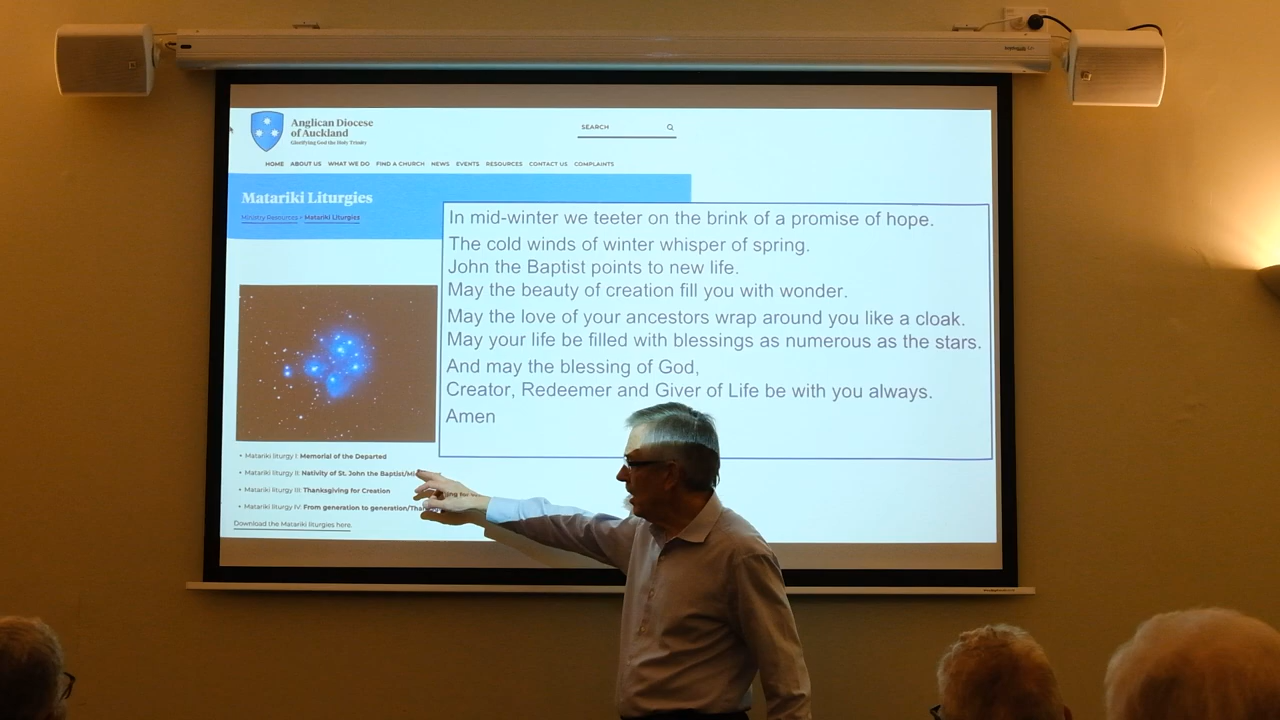 Anglican Diocese
of Auckland
Glorifying God the Holy Trinity
SEARCH
HOME ABOUT US WHAT WE DO FIND A CHURCH NEWS EVENTS RESOURCES CONTACT US COMPLAINTS
Matariki Liturgies
Ministry Resources > Matariki Liturgies
In mid-winter we teeter on the brink of a promise of hope.
The cold winds of winter whisper of spring.
John the Baptist points to new life.
May the beauty of creation fill you with wonder.
May the love of your ancestors wrap around you like a cloak.
May your life be filled with blessings as numerous as the stars.
And may the blessing of God,
Creator, Redeemer and Giver of Life be with you always.
Amen
• Matariki liturgy I: Memorial of the Departed
• Matariki liturgy II: Nativity of St. John the Baptist/
• Matariki liturgy III: Thanksgiving for Creation
• Matariki liturgy IV: From generation to generation/
Download the Matariki liturgies here.